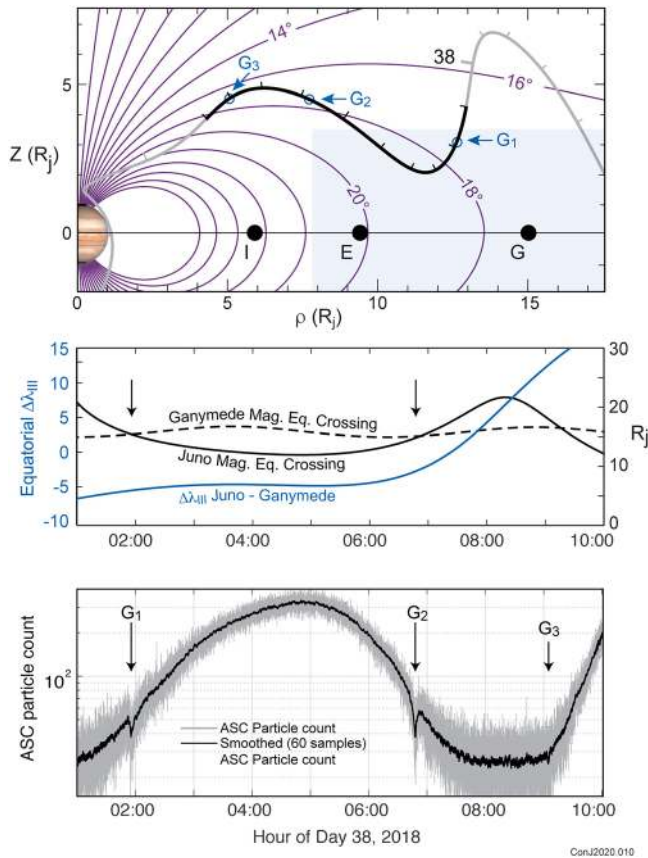 14°
G3
38
16°
5
G2
G1
Z (Rj)
20°
18°
0
I
E
G
0
5
10
15
ρ (Rj)
15
30
10
Ganymede Mag. Eq. Crossing
20
5
Equatorial ΔλIII
Rj
0
Juno Mag. Eq. Crossing
10
-5
ΔλIII Juno - Ganymede
-10
0
02:00
04:00
06:00
08:00
10:00
G1
G2
G3
10²
ASC particle count
ASC Particle count
Smoothed (60 samples)
ASC Particle count
02:00
04:00
06:00
08:00
10:00
Hour of Day 38, 2018
ConJ2020.010